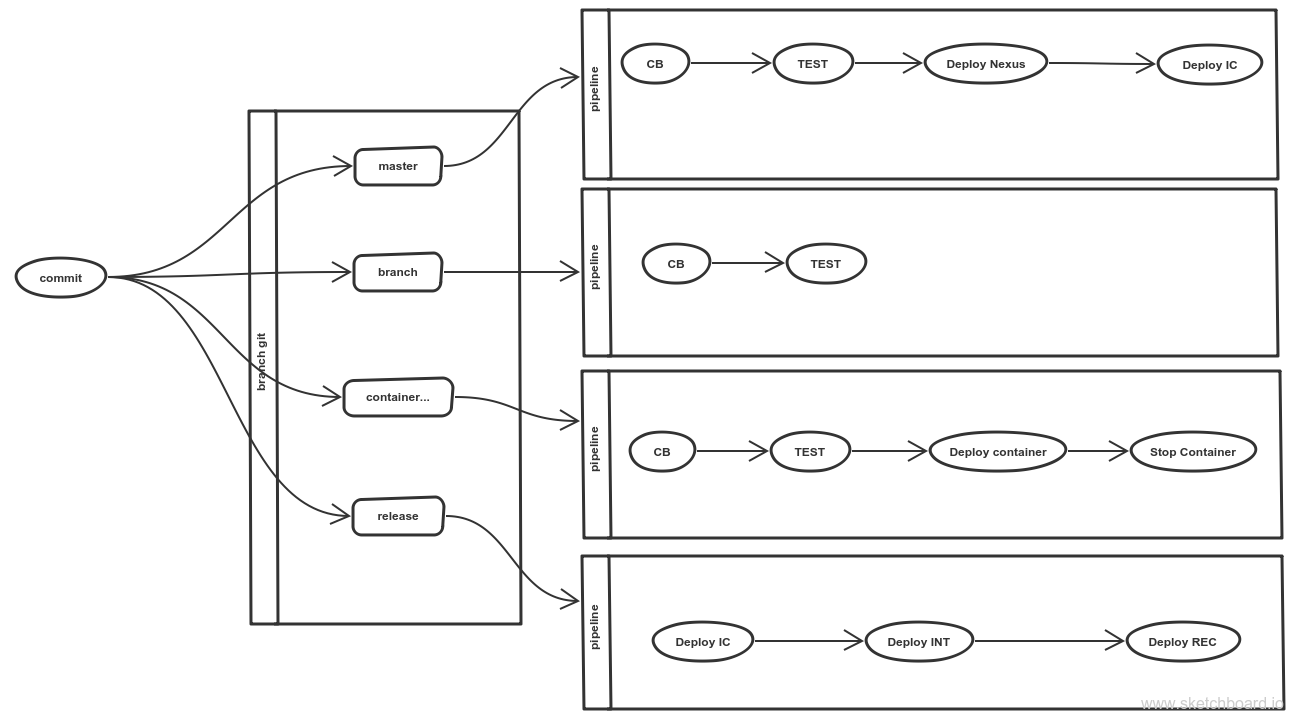 commit
branch git
master
branch
container...
release
pipeline
CB
TEST
Deploy Nexus
Deploy IC
pipeline
CB
TEST
pipeline
CB
TEST
Deploy container
Stop Container
pipeline
Deploy IC
Deploy INT
Deploy REC
www.sketchboard.io